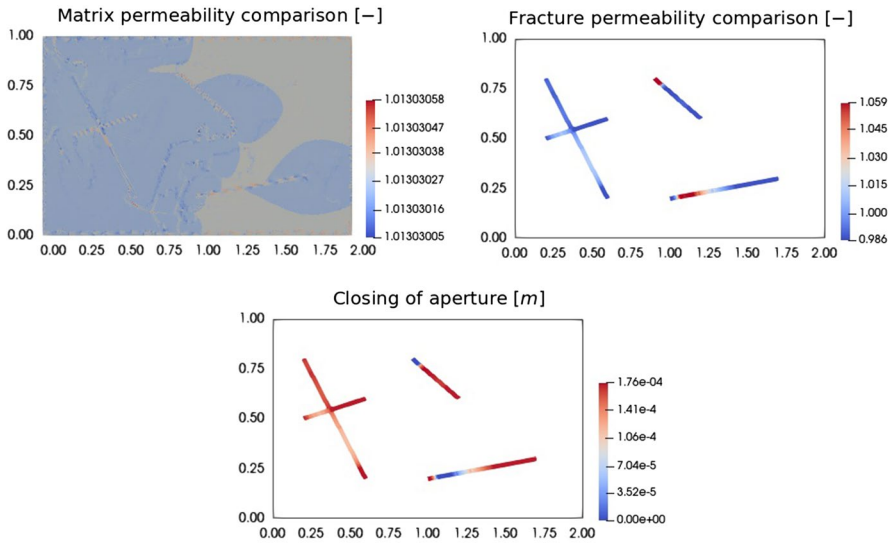 Matrix permeability comparison [−]
1.00
0.75
0.50
0.25
0.00
0.00 0.25 0.50 0.75 1.00 1.25 1.50 1.75 2.00
1.01303058
1.01303047
1.01303038
1.01303027
1.01303016
1.01303005
Fracture permeability comparison [−]
1.00
0.75
0.50
0.25
0.00
0.00 0.25 0.50 0.75 1.00 1.25 1.50 1.75 2.00
1.059
1.045
1.030
1.015
1.000
0.986
Closing of aperture [m]
1.00
0.75
0.50
0.25
0.00
0.00 0.25 0.50 0.75 1.00 1.25 1.50 1.75 2.00
1.76e-04
1.41e-4
1.06e-4
7.04e-5
3.52e-5
0.00e+00